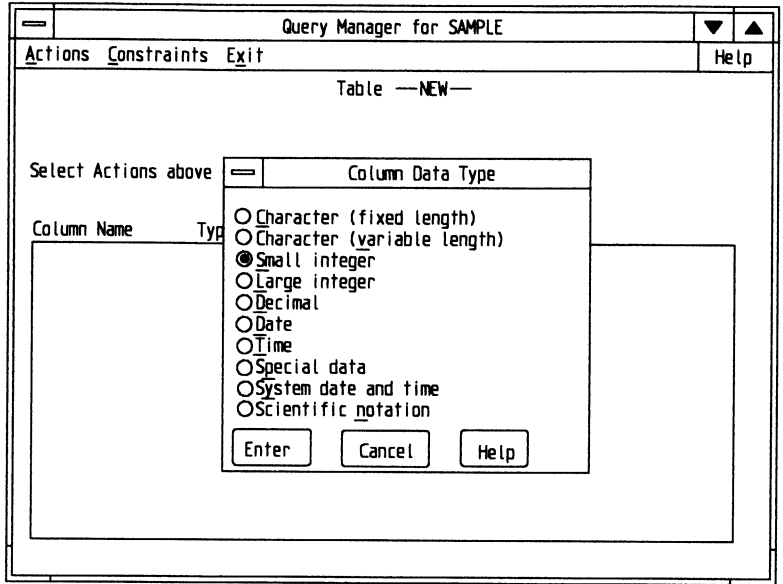 Query Manager for SAMPLE
Actions Constraints Exit Help
Table —NEW—
Select Actions above
Column Data Type
Column Name Typ
Character (fixed length)
Character (variable length)
Small integer
Large integer
Decimal
Date
Time
Special data
System date and time
Scientific notation
Enter Cancel Help